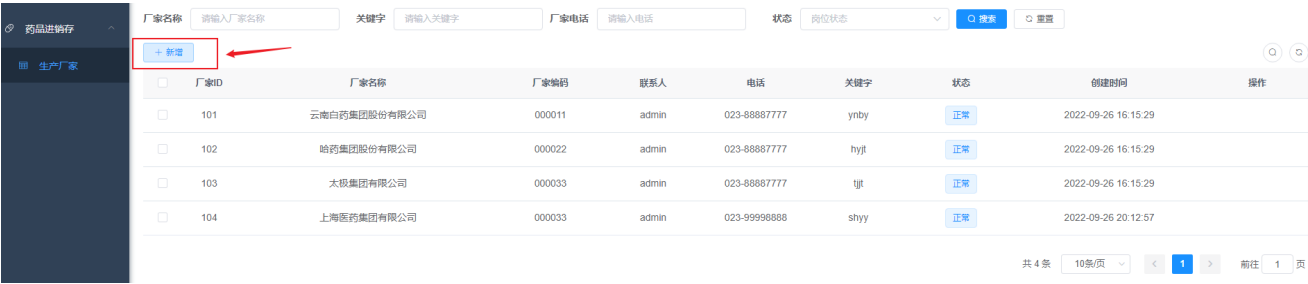 药品进销存
生产厂家
厂家名称 请输入厂家名称 关键字 请输入关键字 厂家电话 请输入电话 状态 岗位状态 搜索 重置
+ 新增
厂家ID 厂家名称 厂家编码 联系人 电话 关键字 状态 创建时间 操作
101 云南白药集团股份有限公司 000011 admin 023-88887777 ynby 正常 2022-09-26 16:15:29
102 哈药集团股份有限公司 000022 admin 023-88887777 hyjt 正常 2022-09-26 16:15:29
103 太极集团有限公司 000033 admin 023-88887777 tjjt 正常 2022-09-26 16:15:29
104 上海医药集团有限公司 000033 admin 023-99998888 shyy 正常 2022-09-26 20:12:57
共 4 条 10条/页 1 前往 1 页